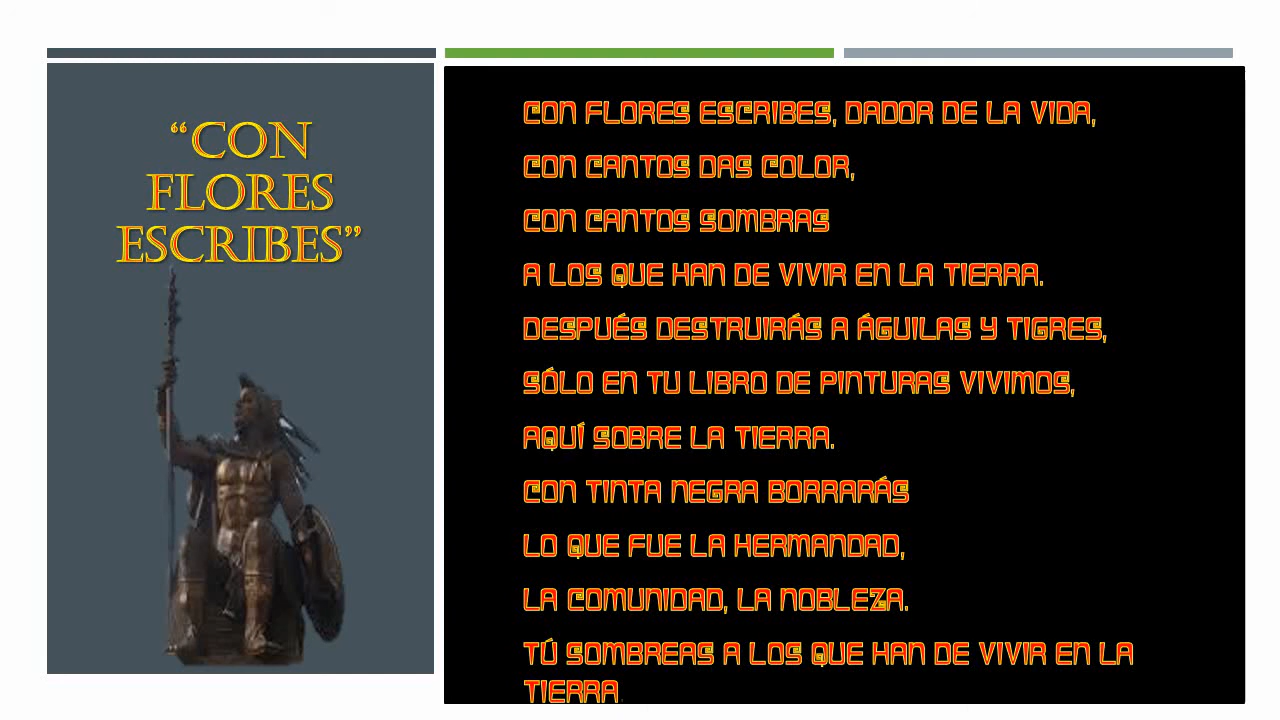 “CON
FLORES
ESCRIBES”
CON FLORES ESCRIBES, DADOR DE LA VIDA,
CON CANTOS DAS COLOR,
CON CANTOS SOMBRAS
A LOS QUE HAN DE VIVIR EN LA TIERRA.
DESPUÉS DESTRUIRÁS A ÁGUILAS Y TIGRES,
SÓLO EN TU LIBRO DE PINTURAS VIVIMOS,
AQUÍ SOBRE LA TIERRA.
CON TINTA NEGRA BORRARÁS
LO QUE FUE LA HERMANDAD,
LA COMUNIDAD, LA NOBLEZA.
TÚ SOMBREAS A LOS QUE HAN DE VIVIR EN LA
TIERRA.